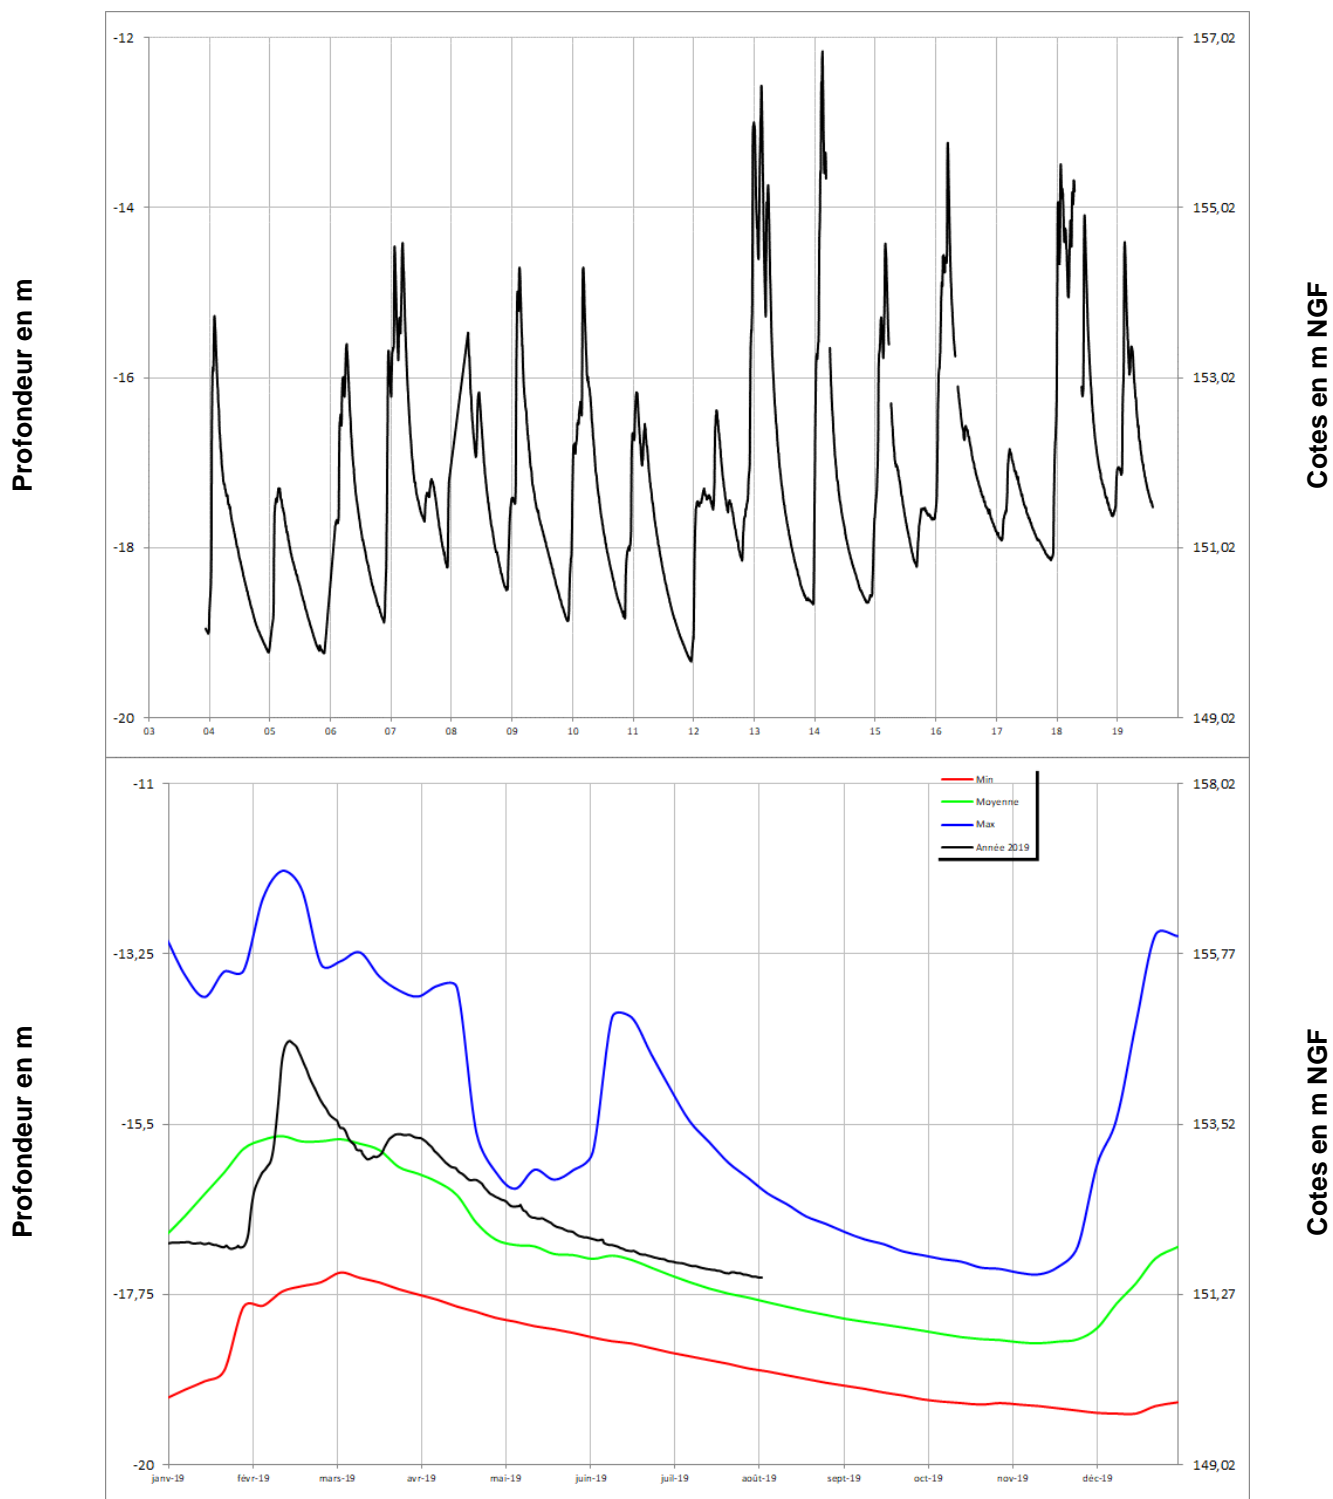 -12 157,02
-14 155,02
-16 153,02
-18 151,02
-20 149,02
03 04 05 06 07 08 09 10 11 12 13 14 15 16 17 18 19
Profondeur en m
Cotes en m NGF
-11 158,02
Min
Moyenne
Max
Année 2019
-13,25 155,77
-15,5 153,52
-17,75 151,27
-20 149,02
janv-19 févr-19 mars-19 avr-19 mai-19 juin-19 juil-19 août-19 sept-19 oct-19 nov-19 déc-19
Profondeur en m
Cotes en m NGF